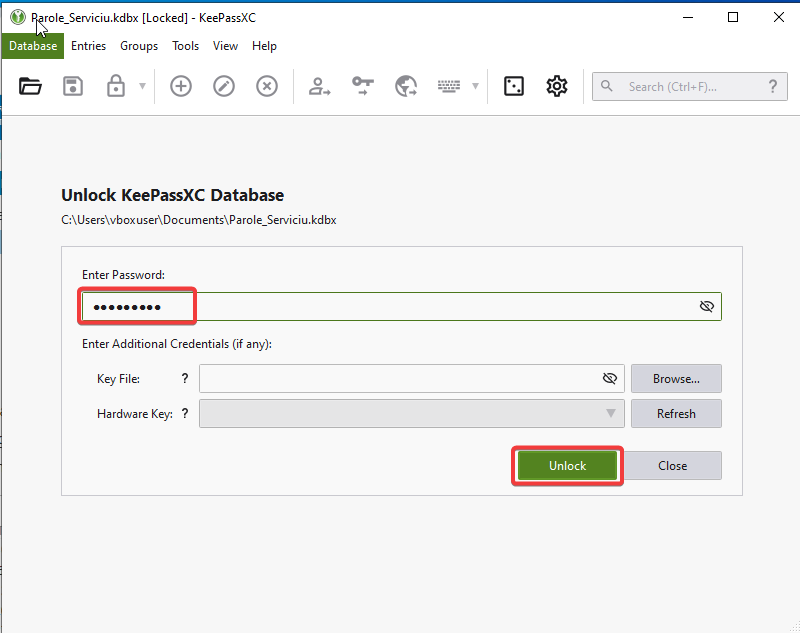 Parole_Serviciu.kdbx [Locked] - KeePassXC
Database Entries Groups Tools View Help
Search (Ctrl+F)... ?
Unlock KeePassXC Database
C:\Users\vboxuser\Documents\Parole_Serviciu.kdbx
Enter Password:
●●●●●●●●●
Enter Additional Credentials (if any):
Key File: ? Browse...
Hardware Key: ? Refresh
Unlock Close